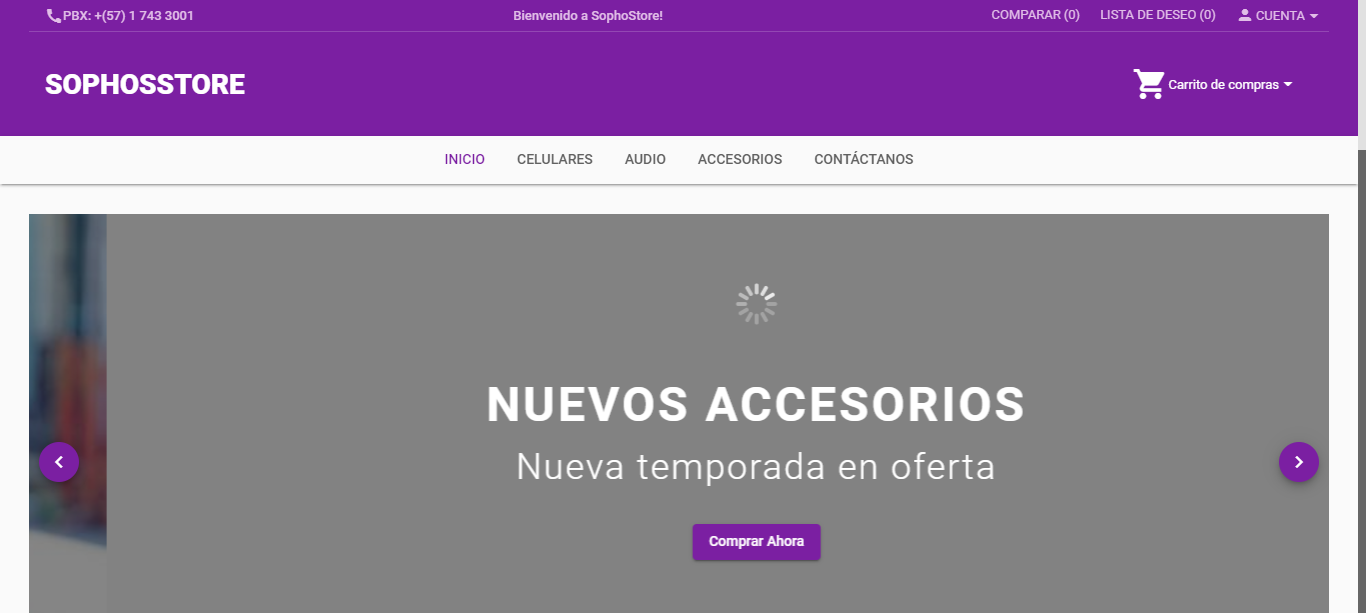 PBX: +(57) 1 743 3001
Bienvenido a SophoStore!
COMPARAR (0)
LISTA DE DESEO (0)
CUENTA
SOPHOSSTORE
Carrito de compras
INICIO
CELULARES
AUDIO
ACCESORIOS
CONTÁCTANOS
NUEVOS ACCESORIOS
Nueva temporada en oferta
Comprar Ahora